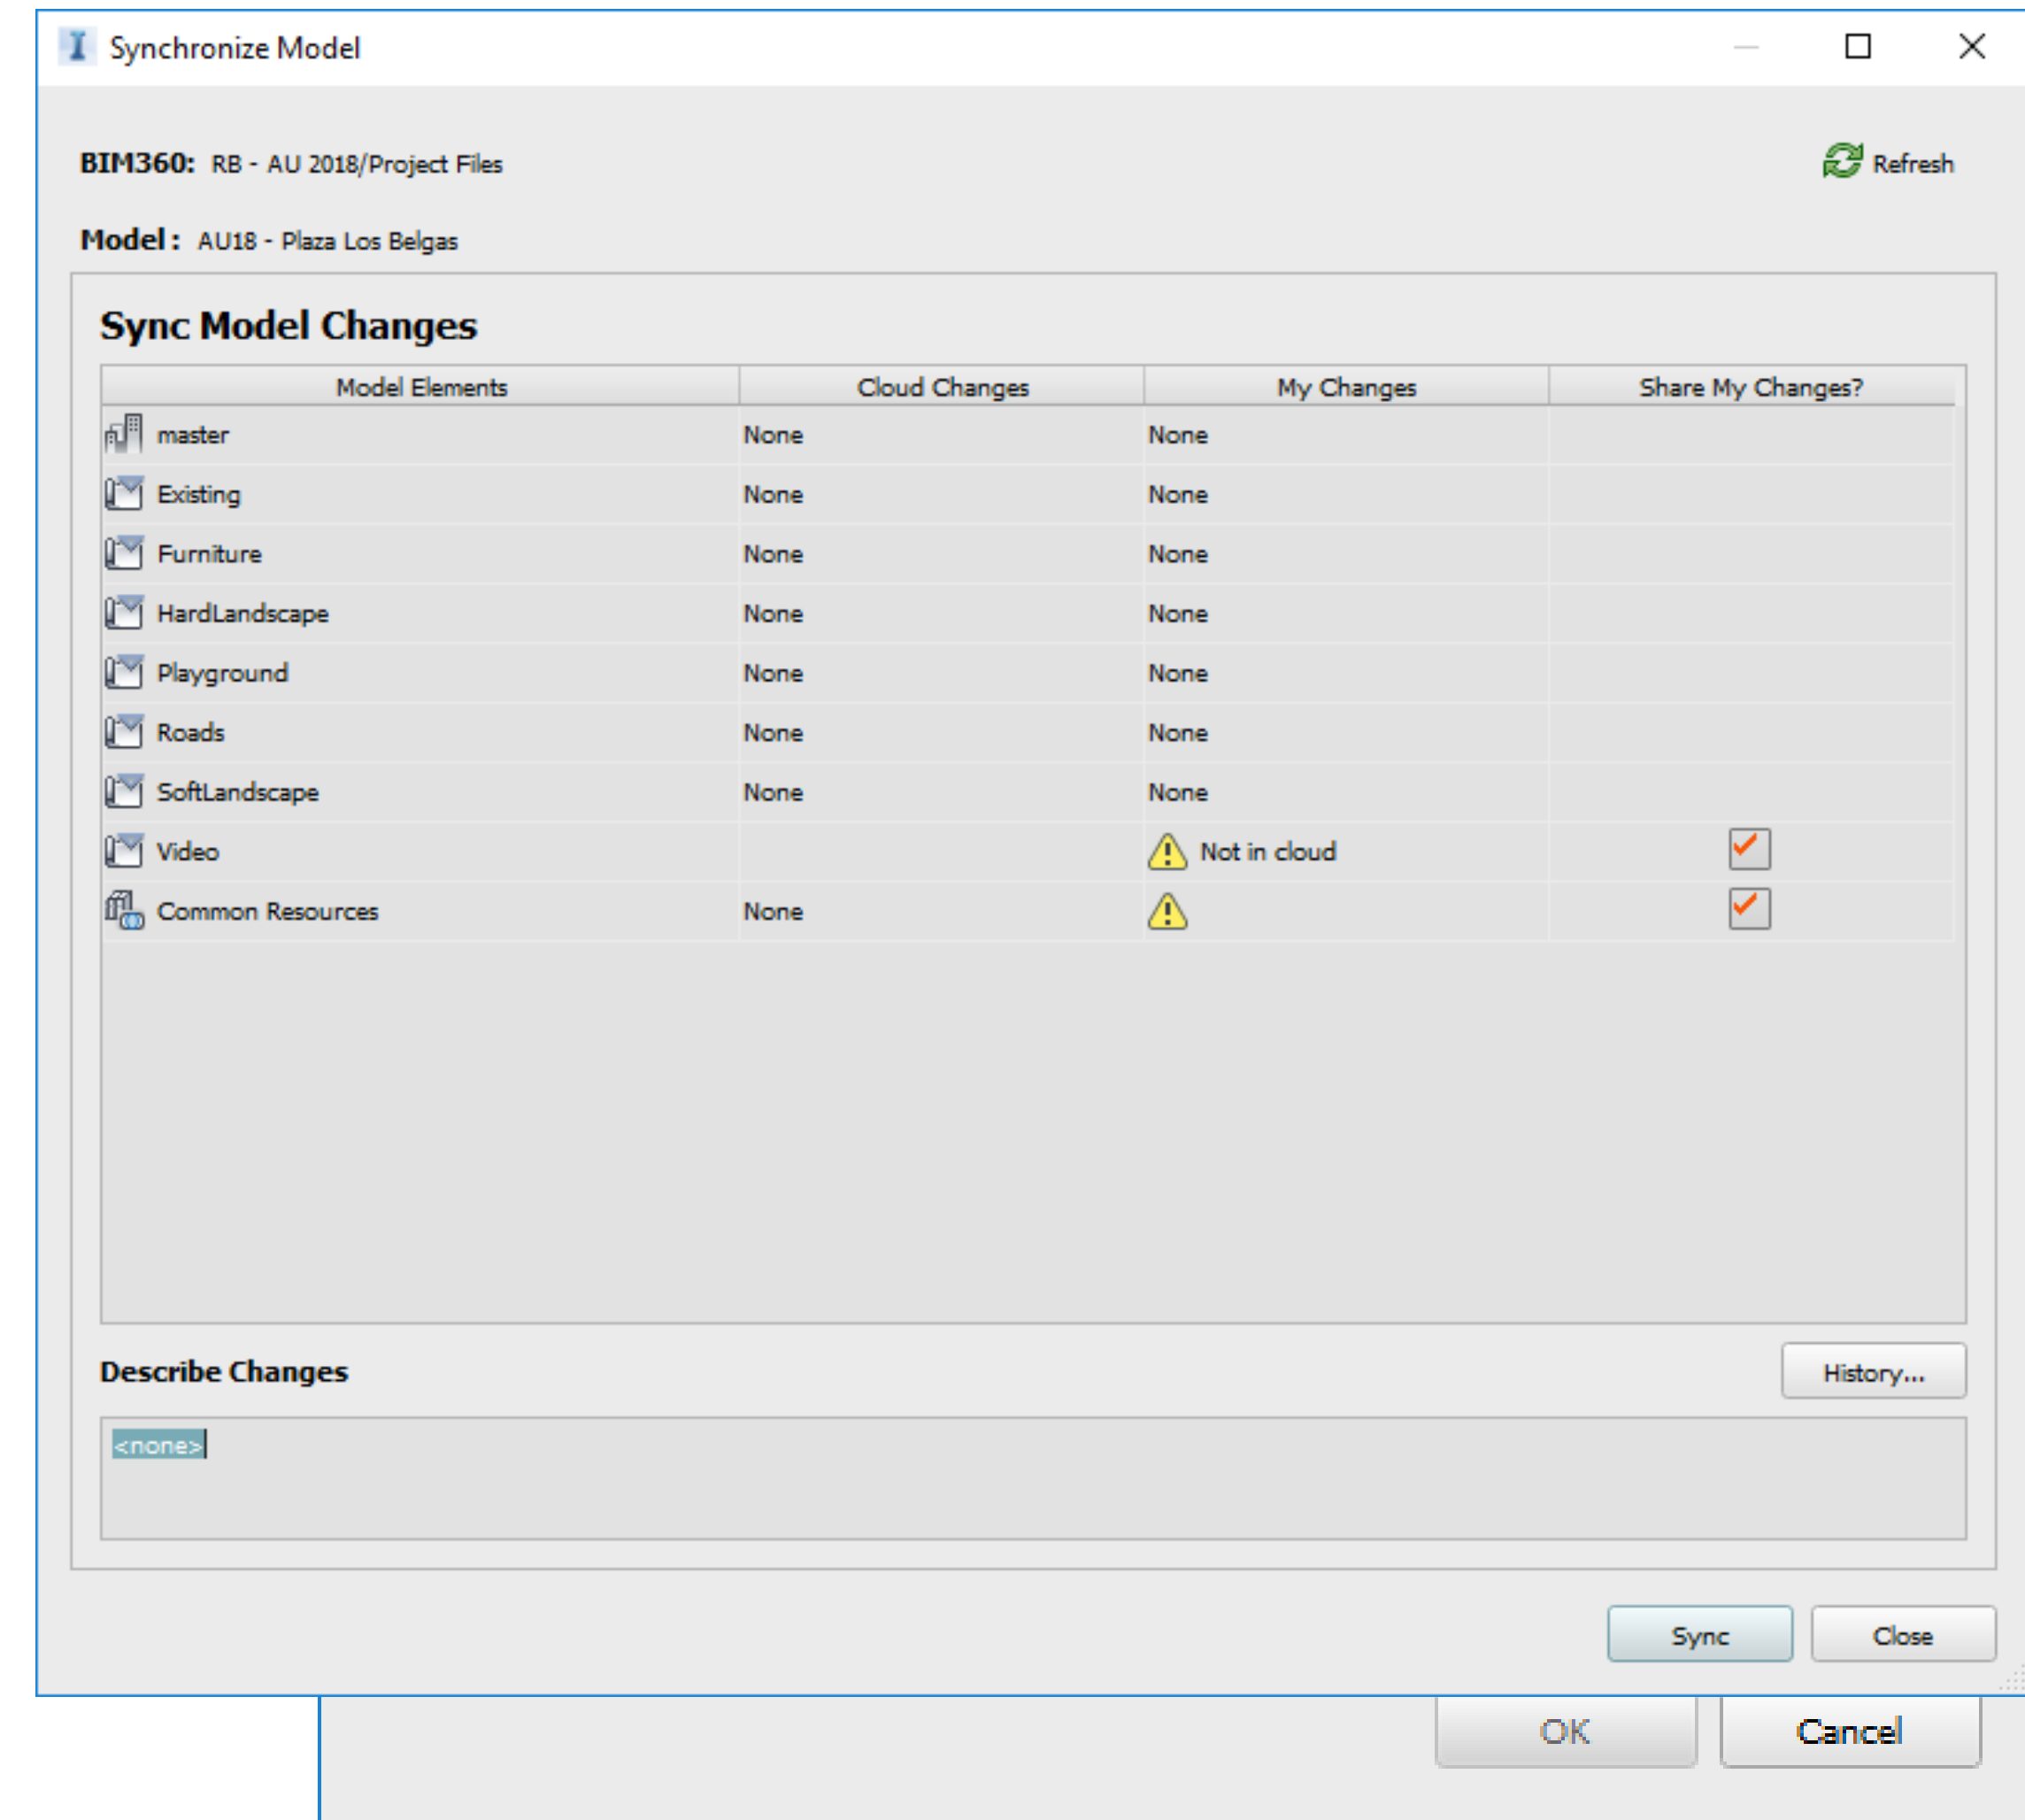 Synchronize Model
BIM360: RB - AU 2018/Project Files
Refresh
Model : AU18 - Plaza Los Belgas
Sync Model Changes
Model Elements Cloud Changes My Changes Share My Changes?
master None None
Existing None None
Furniture None None
HardLandscape None None
Playground None None
Roads None None
SoftLandscape None None
Video Not in cloud
Common Resources None
Describe Changes
History...
<none>
Sync Close
OK Cancel